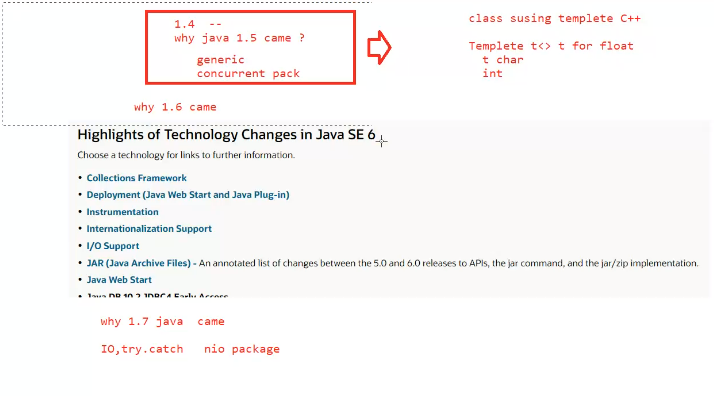 1.4 --
why java 1.5 came ?
generic
concurrent pack
class susing templete C++
Templete t<> t for float
t char
int
why 1.6 came
Highlights of Technology Changes in Java SE 6
Choose a technology for links to further information.
• Collections Framework
• Deployment (Java Web Start and Java Plug-in)
• Instrumentation
• Internationalization Support
• I/O Support
• JAR (Java Archive Files) - An annotated list of changes between the 5.0 and 6.0 releases to APIs, the jar command, and the jar/zip implementation.
• Java Web Start
• Java DB 10.2 JDBC4 Early Access
why 1.7 java came
IO,try.catch nio package